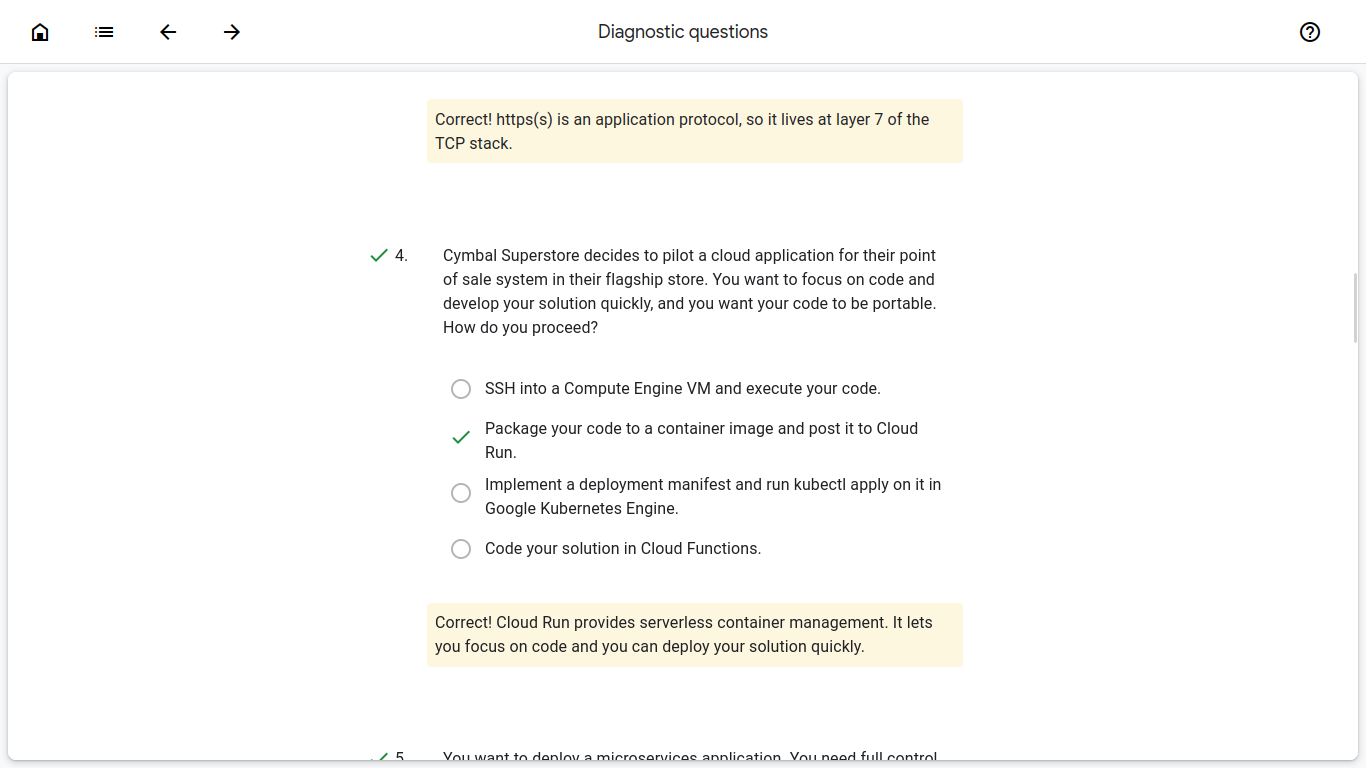 Diagnostic questions
Correct! https(s) is an application protocol, so it lives at layer 7 of the
TCP stack.
4.
Cymbal Superstore decides to pilot a cloud application for their point
of sale system in their flagship store. You want to focus on code and
develop your solution quickly, and you want your code to be portable.
How do you proceed?
SSH into a Compute Engine VM and execute your code.
Package your code to a container image and post it to Cloud
Run.
Implement a deployment manifest and run kubectl apply on it in
Google Kubernetes Engine.
Code your solution in Cloud Functions.
Correct! Cloud Run provides serverless container management. It lets
you focus on code and you can deploy your solution quickly.
5.
You want to deploy a microservices application. You need full control